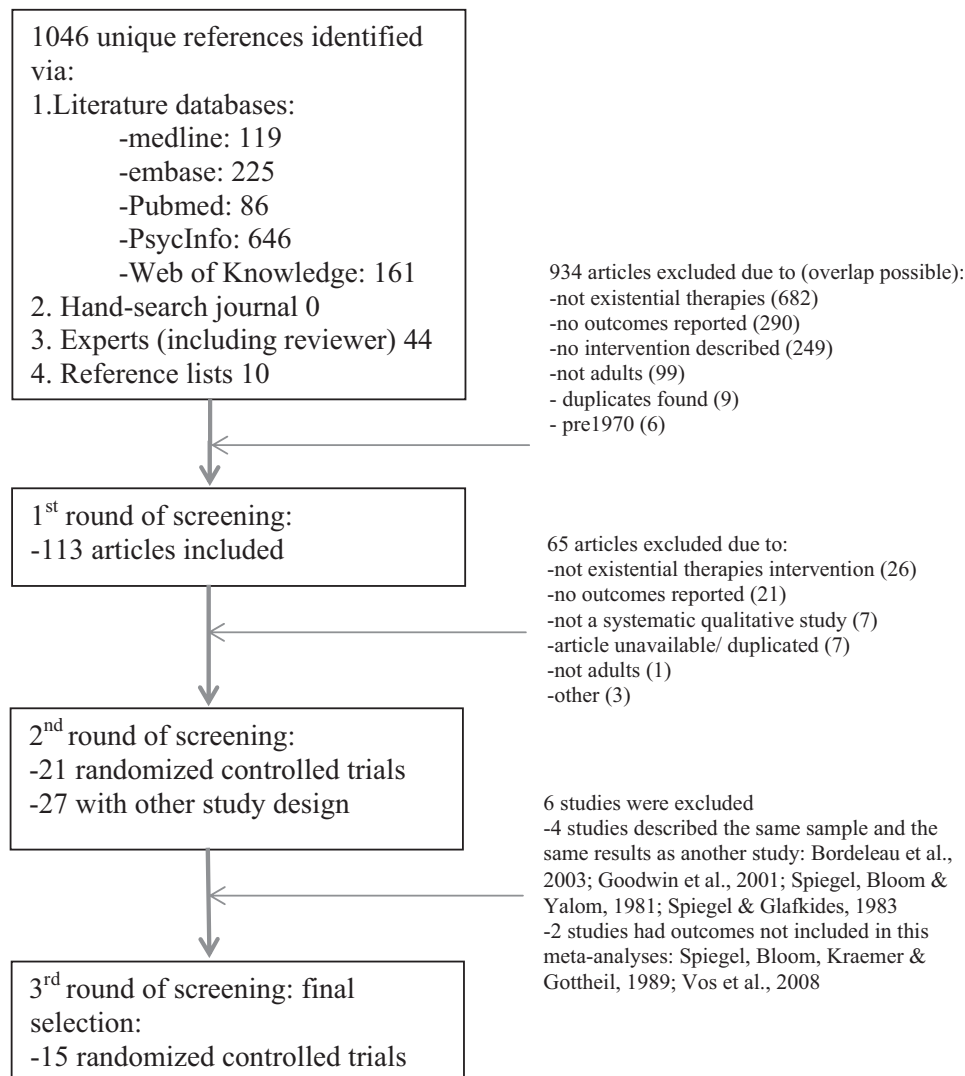 1046 unique references identified
via:
1.Literature databases:
-medline: 119
-embase: 225
-Pubmed: 86
-PsycInfo: 646
-Web of Knowledge: 161
2. Hand-search journal 0
3. Experts (including reviewer) 44
4. Reference lists 10
934 articles excluded due to (overlap possible):
-not existential therapies (682)
-no outcomes reported (290)
-no intervention described (249)
-not adults (99)
- duplicates found (9)
- pre1970 (6)
1st round of screening:
-113 articles included
65 articles excluded due to:
-not existential therapies intervention (26)
-no outcomes reported (21)
-not a systematic qualitative study (7)
-article unavailable/ duplicated (7)
-not adults (1)
-other (3)
2nd round of screening:
-21 randomized controlled trials
-27 with other study design
6 studies were excluded
-4 studies described the same sample and the
same results as another study: Bordeleau et al.,
2003; Goodwin et al., 2001; Spiegel, Bloom &
Yalom, 1981; Spiegel & Glafkides, 1983
-2 studies had outcomes not included in this
meta-analyses: Spiegel, Bloom, Kraemer &
Gottheil, 1989; Vos et al., 2008
3rd round of screening: final
selection:
-15 randomized controlled trials